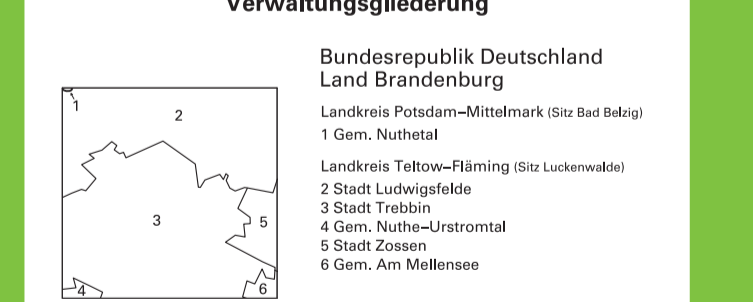 Verwaltungsgliederung
Bundesrepublik Deutschland
Land Brandenburg
Landkreis Potsdam–Mittelmark (Sitz Bad Belzig)
1 Gem. Nuthetal
Landkreis Teltow–Fläming (Sitz Luckenwalde)
2 Stadt Ludwigsfelde
3 Stadt Trebbin
4 Gem. Nuthe–Urstromtal
5 Stadt Zossen
6 Gem. Am Mellensee
1
2
3
5
4
6